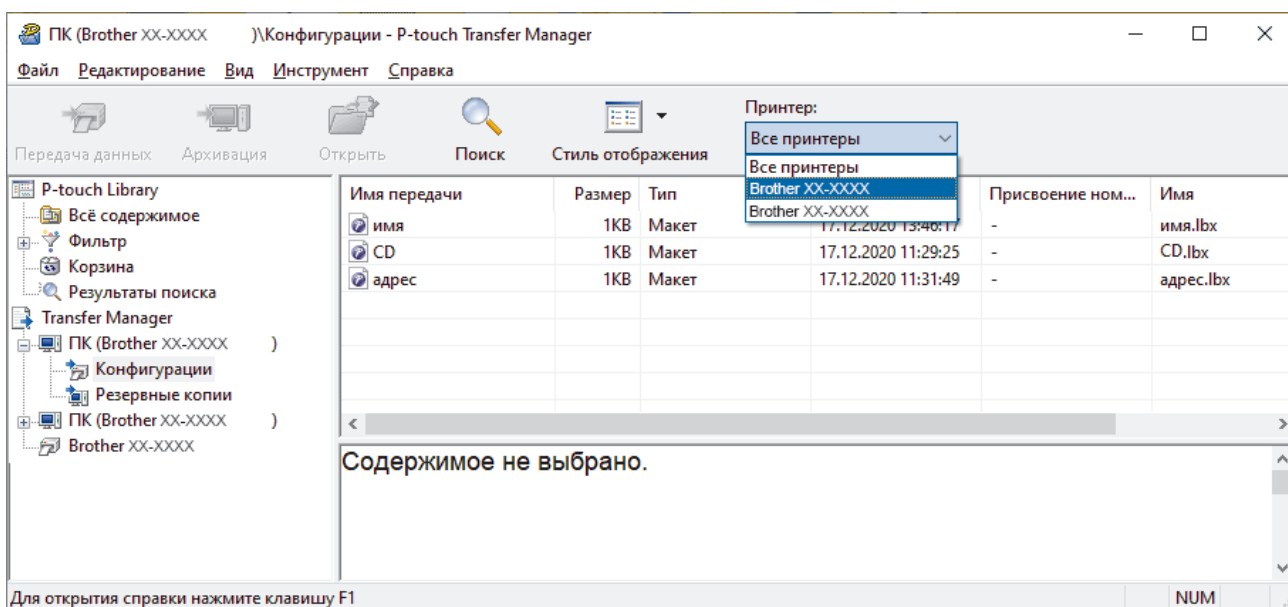 ПК (Brother XX-XXXX )\Конфигурации - P-touch Transfer Manager
Файл Редактирование Вид Инструмент Справка
Передача данных Архивация Открыть Поиск Стиль отображения
Принтер:
Все принтеры
Все принтеры
Brother XX-XXXX
Brother XX-XXXX
P-touch Library
Всё содержимое
Фильтр
Корзина
Результаты поиска
Transfer Manager
ПК (Brother XX-XXXX )
Конфигурации
Резервные копии
ПК (Brother XX-XXXX )
Brother XX-XXXX
Имя передачи Размер Тип Присвоение ном... Имя
имя 1KB Макет 17.12.2020 13:46:17 - имя.lbx
CD 1KB Макет 17.12.2020 11:29:25 - CD.lbx
адрес 1KB Макет 17.12.2020 11:31:49 - адрес.lbx
Содержимое не выбрано.
Для открытия справки нажмите клавишу F1
NUM